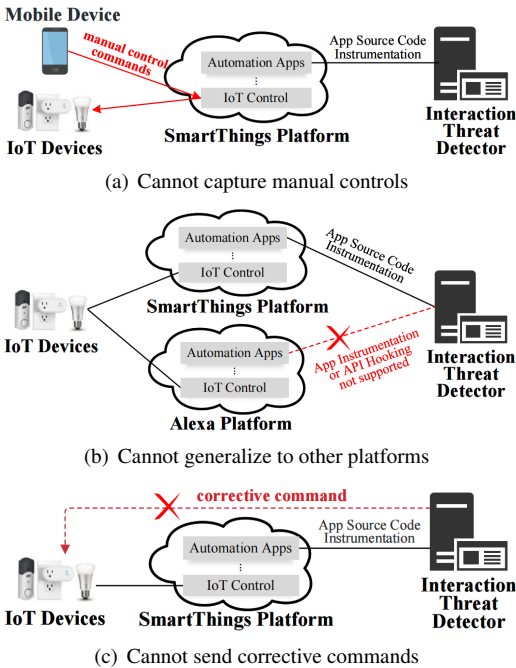 Mobile Device
manual control
commands
App Source Code
Instrumentation
Automation Apps
⋮
IoT Control
IoT Devices
SmartThings Platform
Interaction
Threat
Detector
(a) Cannot capture manual controls
Automation Apps
⋮
IoT Control
SmartThings Platform
App Source Code
Instrumentation
IoT Devices
Automation Apps
⋮
IoT Control
Alexa Platform
App Instrumentation
or API Hooking
not supported
Interaction
Threat
Detector
(b) Cannot generalize to other platforms
corrective command
App Source Code
Instrumentation
Automation Apps
⋮
IoT Control
IoT Devices
SmartThings Platform
Interaction
Threat
Detector
(c) Cannot send corrective commands